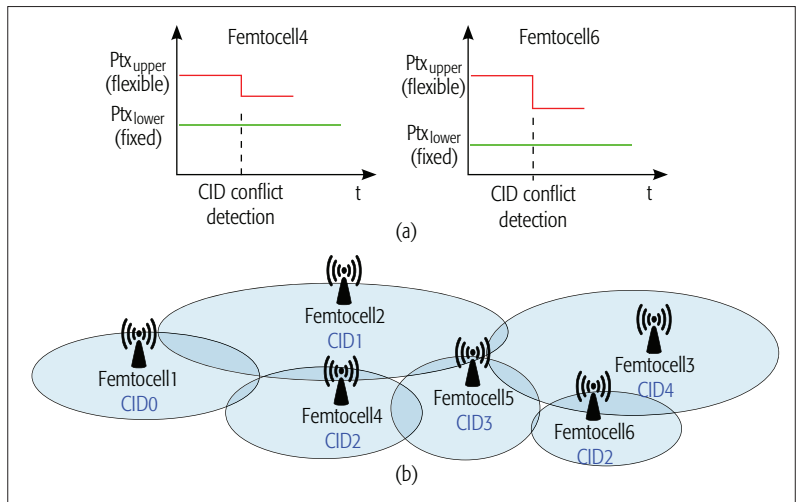 Femtocell4
Ptx upper
(flexible)
Ptx lower
(fixed)
CID conflict
detection
t
Femtocell6
Ptx upper
(flexible)
Ptx lower
(fixed)
CID conflict
detection
t
(a)
Femtocell2
CID1
Femtocell1
CID0
Femtocell3
CID4
Femtocell4
CID2
Femtocell5
CID3
Femtocell6
CID2
(b)